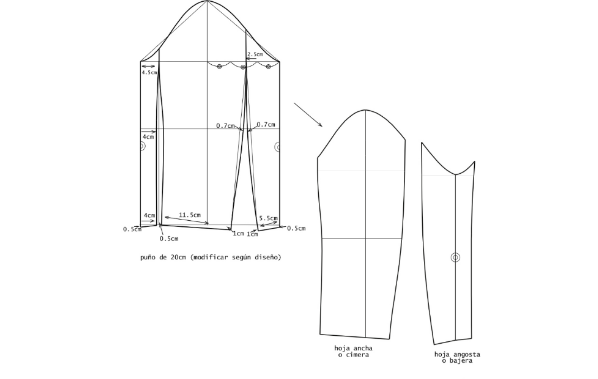 2.5cm
4.5cm
0.7cm
0.7cm
4cm
4cm
11.5cm
5.5cm
0.5cm
0.5cm
1cm
1cm
0.5cm
puño de 20cm (modificar según diseño)
hoja ancha
o cimera
hoja angosta
o bajera